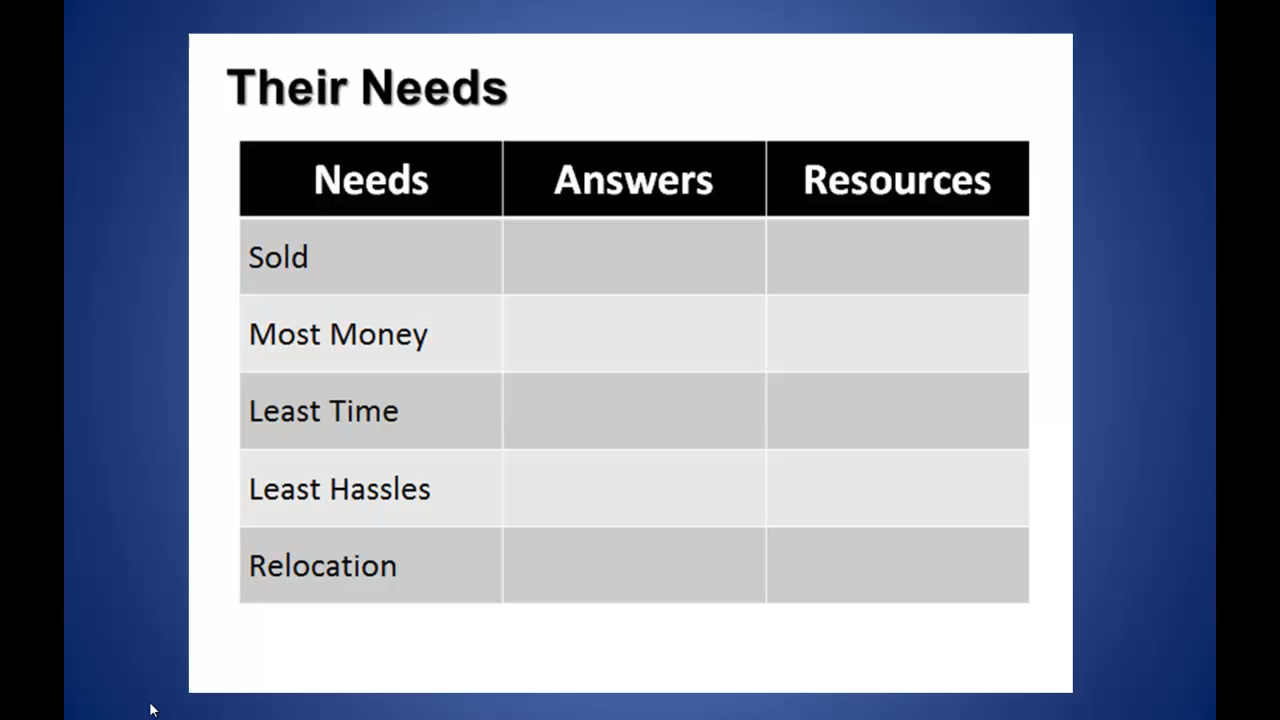 Their Needs
Needs Answers Resources
Sold
Most Money
Least Time
Least Hassles
Relocation